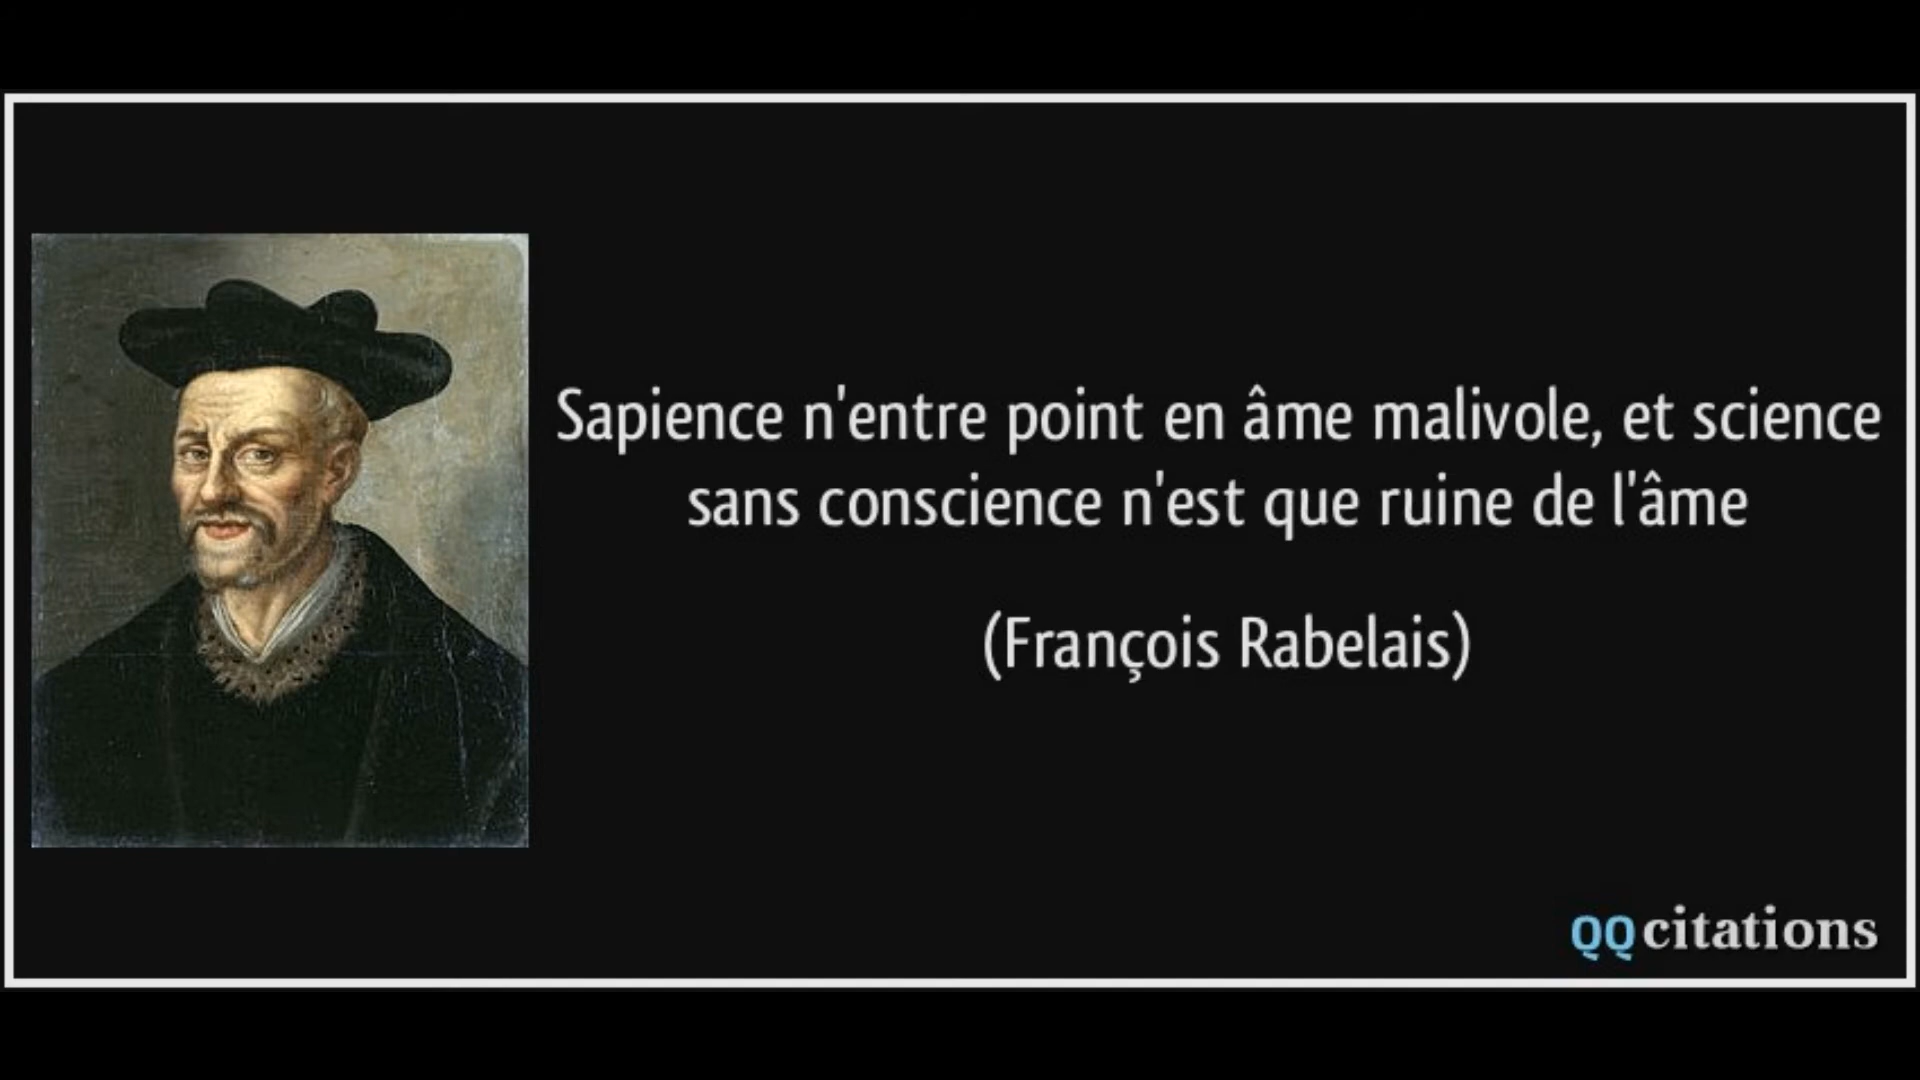 Sapience n'entre point en âme malivole, et science
sans conscience n'est que ruine de l'âme
(François Rabelais)
QQcitations